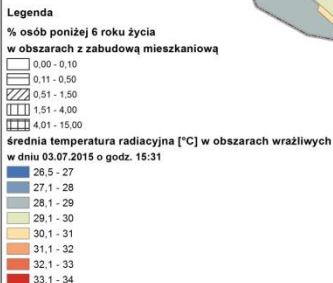 Legenda
% osób poniżej 6 roku życia
w obszarach z zabudową mieszkaniową
0,00 - 0,10
0,11 - 0,50
0,51 - 1,50
1,51 - 4,00
4,01 - 15,00
średnia temperatura radiacyjna [°C] w obszarach wrażliwych
w dniu 03.07.2015 o godz. 15:31
26,5 - 27
27,1 - 28
28,1 - 29
29,1 - 30
30,1 - 31
31,1 - 32
32,1 - 33
33,1 - 34